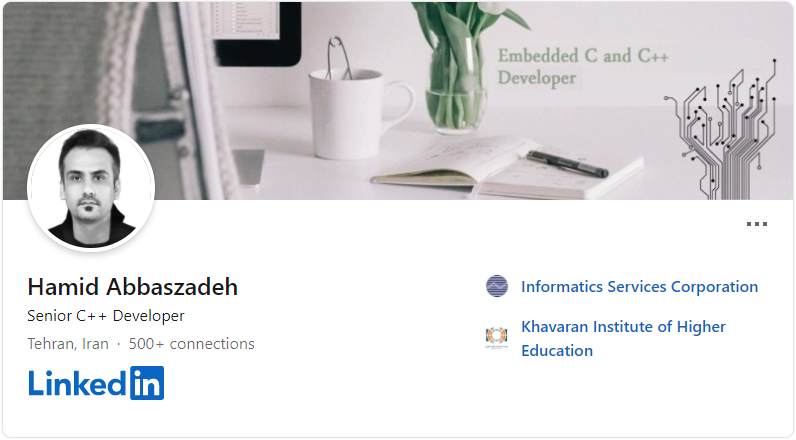 Embedded C and C++
Developer
Hamid Abbaszadeh
Senior C++ Developer
Tehran, Iran · 500+ connections
LinkedIn
Informatics Services Corporation
Khavaran Institute of Higher
Education